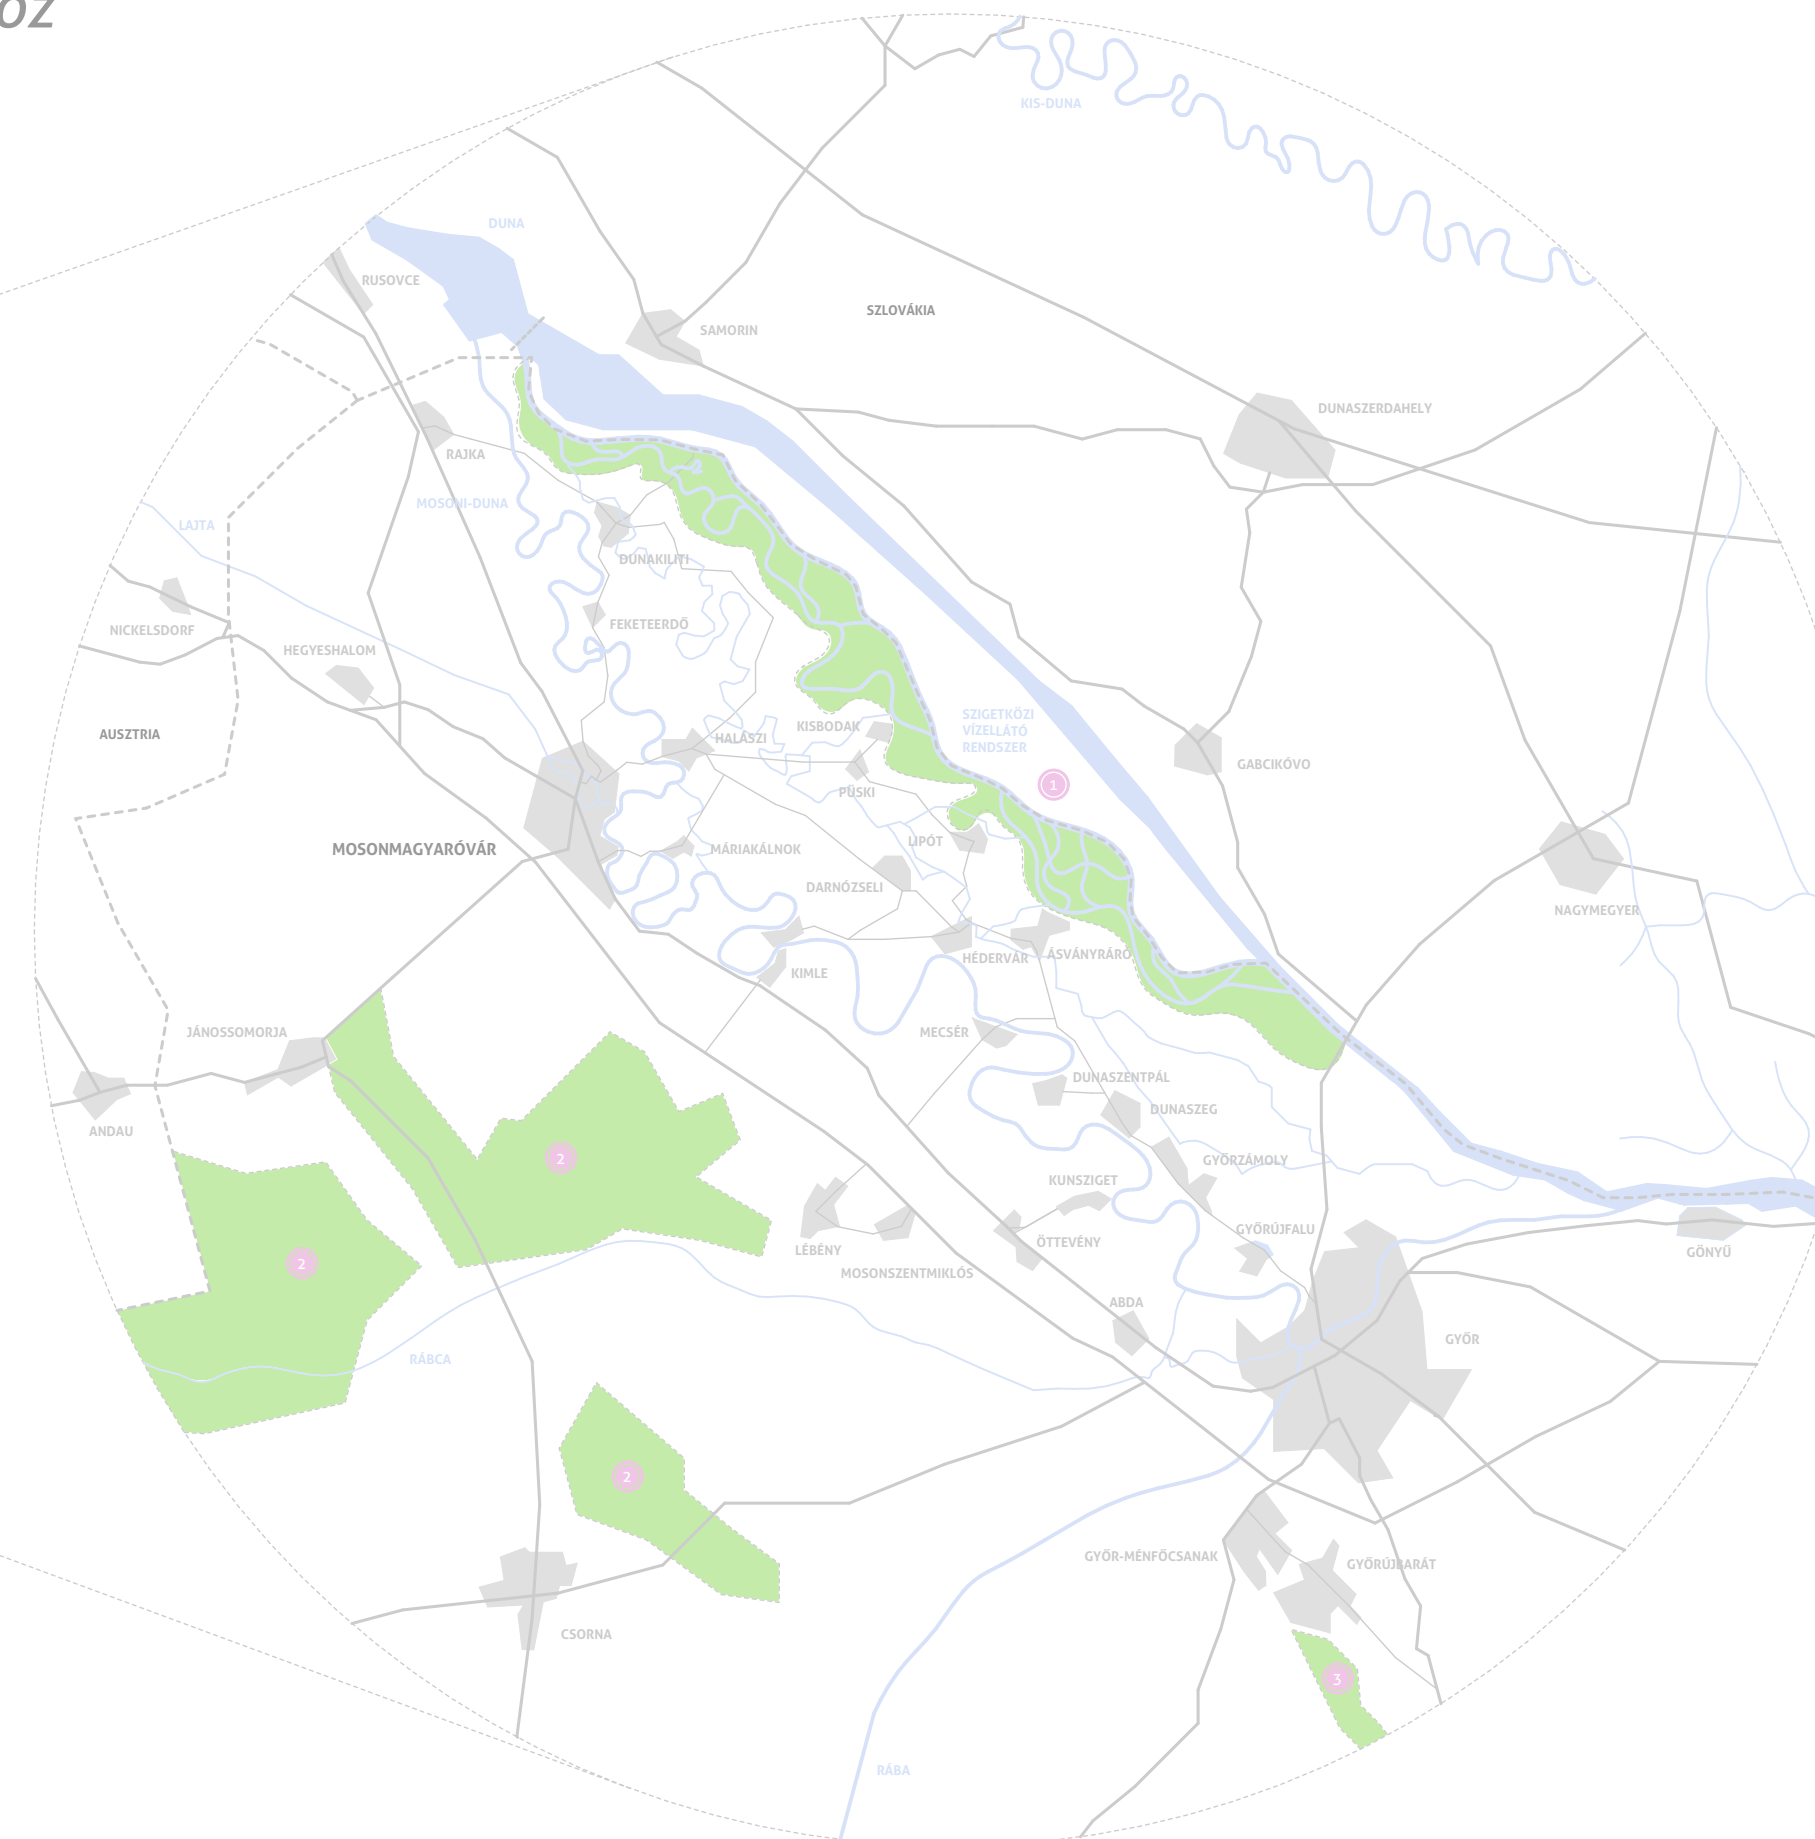 KIS-DUNA
DUNA
RUSOVCE
SZLOVÁKIA
SAMORIN
DUNASZERDAHELY
RAJKA
MOSONI-DUNA
LAJTA
DUNAKILITI
NICKELSDORF
FEKETEERDŐ
HEGYESHALOM
SZIGETKÖZI
VÍZELLÁTÓ
RENDSZER
KISBODAK
AUSZTRIA
HALÁSZI
GABCIKÓVO
1
PÜSKI
LIPÓT
MOSONMAGYARÓVÁR
MÁRIAKÁLNOK
DARNÓZSELI
NAGYMEGYER
HÉDERVÁR
ÁSVÁNYRÁRÓ
KIMLE
JÁNOSSOMORJA
MECSÉR
DUNASZENTPÁL
DUNASZEG
ANDAU
2
GYŐRZÁMOLY
KUNSZIGET
GYŐRÚJFALU
ÖTTEVÉNY
LÉBÉNY
GÖNYŰ
2
MOSONSZENTMIKLÓS
ABDA
GYŐR
RÁBCA
2
GYŐR-MÉNFŐCSANAK
GYŐRÚJBARÁT
CSORNA
3
RÁBA